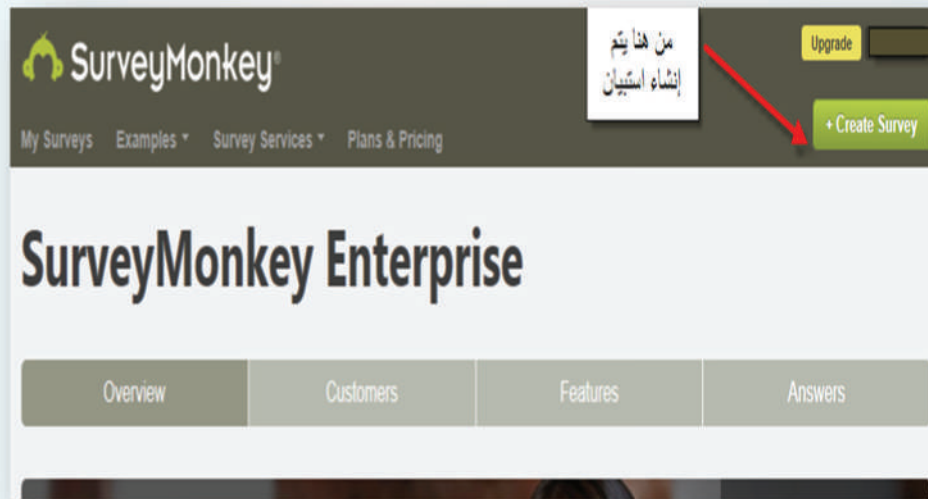 SurveyMonkey®
من هنا يتم
إنشاء استبيان
Upgrade
+ Create Survey
My Surveys Examples Survey Services Plans & Pricing
SurveyMonkey Enterprise
Overview Customers Features Answers